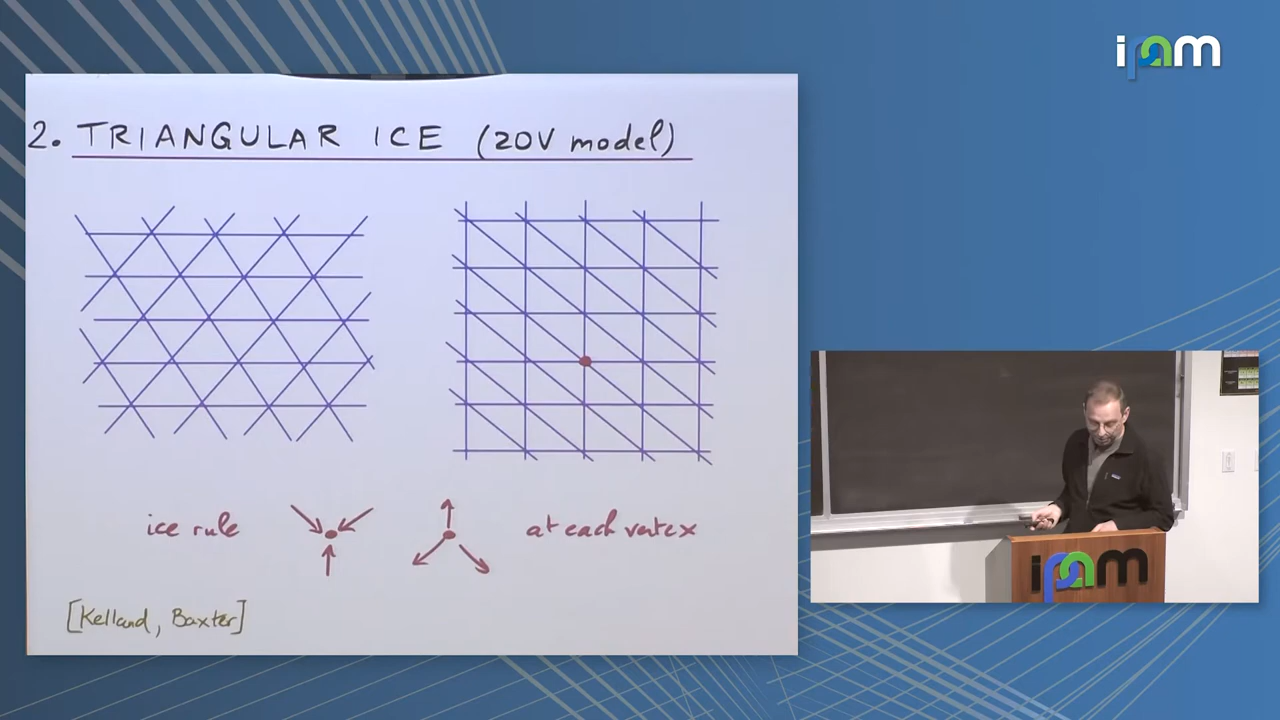 ipam
2. TRIANGULAR ICE (20V model)
ice rule
at each vertex
[Kelland, Baxter]
ipam